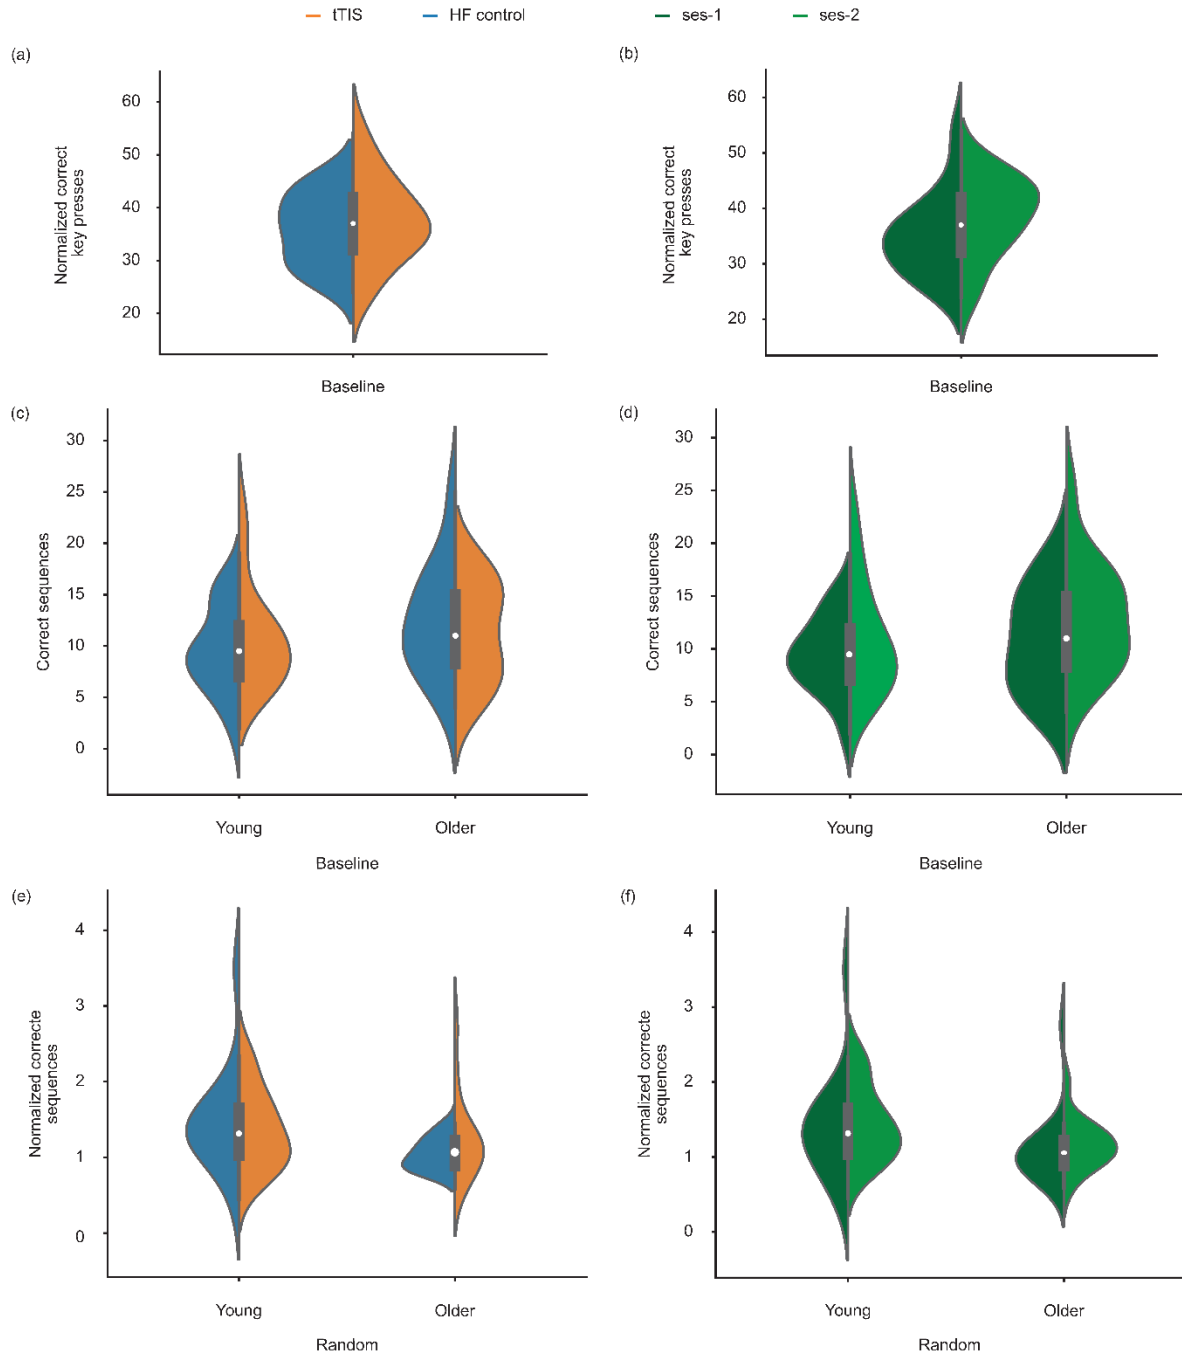 tTIS HF control ses-1 ses-2
(a) (b)
60
50
40
30
20
Normalized correct
key presses
Baseline
60
50
40
30
20
Normalized correct
key presses
Baseline
(c) (d)
30
25
20
15
10
5
0
Correct sequences
Young Older
Baseline
30
25
20
15
10
5
0
Correct sequences
Young Older
Baseline
(e) (f)
4
3
2
1
0
Normalized correcte
sequences
Young Older
Random
4
3
2
1
0
Normalized correcte
sequences
Young Older
Random